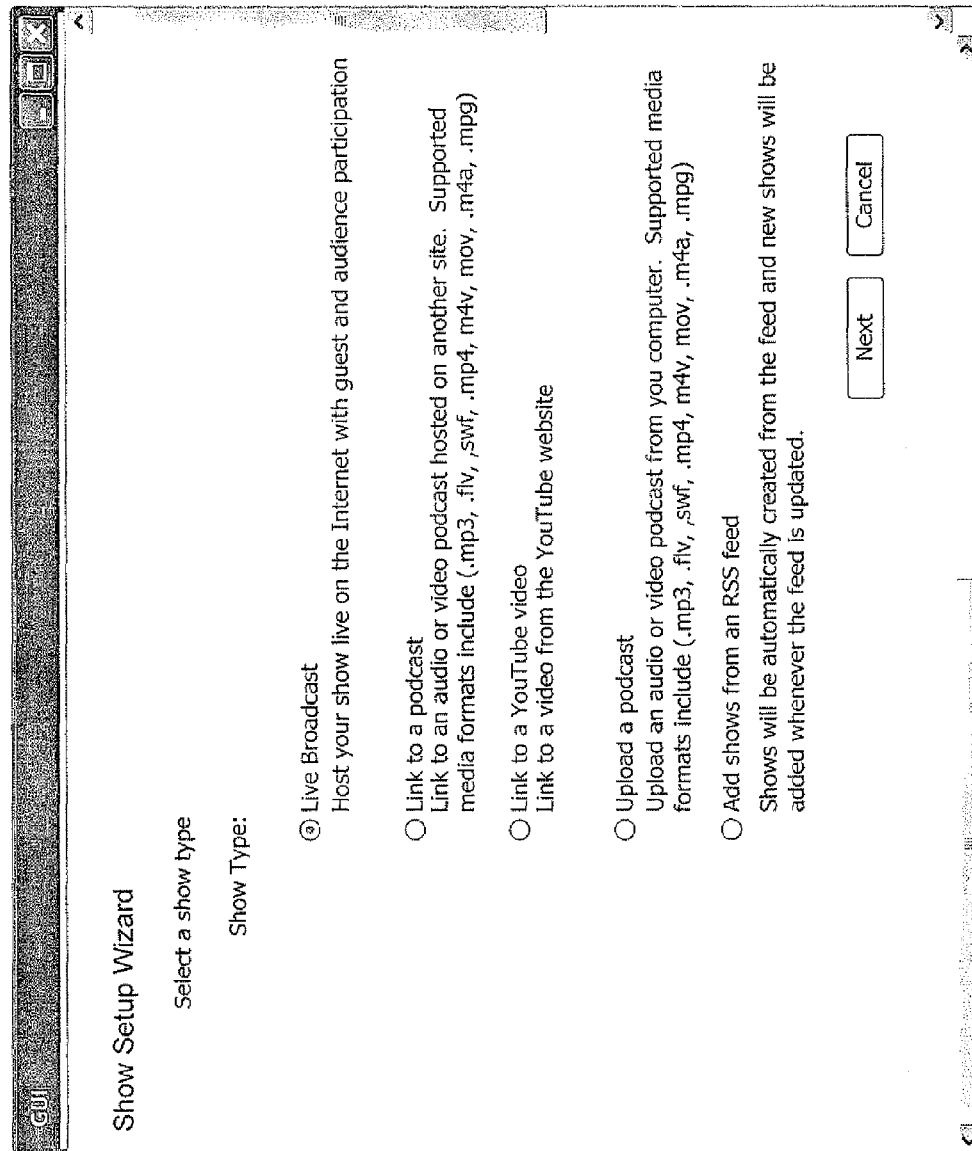 GUI
Show Setup Wizard
Select a show type
Show Type:
Live Broadcast
Host your show live on the Internet with guest and audience participation
Link to a podcast
Link to an audio or video podcast hosted on another site. Supported
media formats include (.mp3, .flv, ,swf, .mp4, m4v, mov, .m4a, .mpg)
Link to a YouTube video
Link to a video from the YouTube website
Upload a podcast
Upload an audio or video podcast from you computer. Supported media
formats include (.mp3, .flv, ,swf, .mp4, m4v, mov, .m4a, .mpg)
Add shows from an RSS feed
Shows will be automatically created from the feed and new shows will be
added whenever the feed is updated.
Next
Cancel